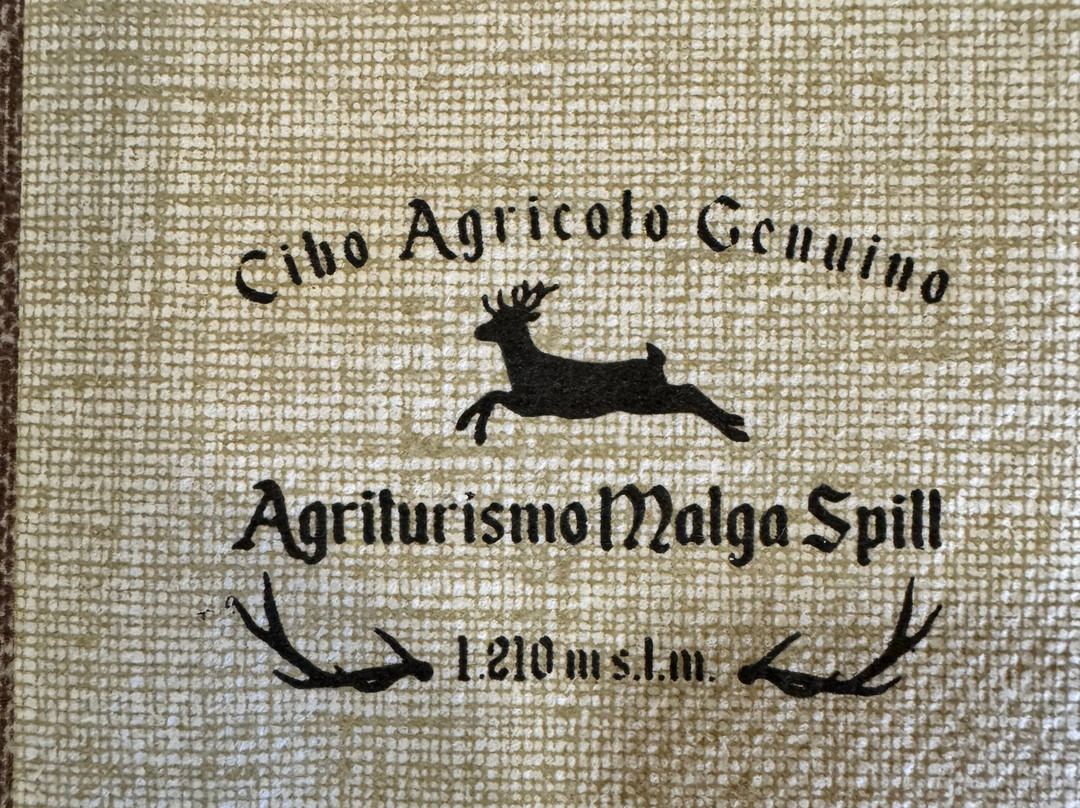 Cibo Agricolo Genuino
Agriturismo Malga Spill
1.210 m s.l.m.